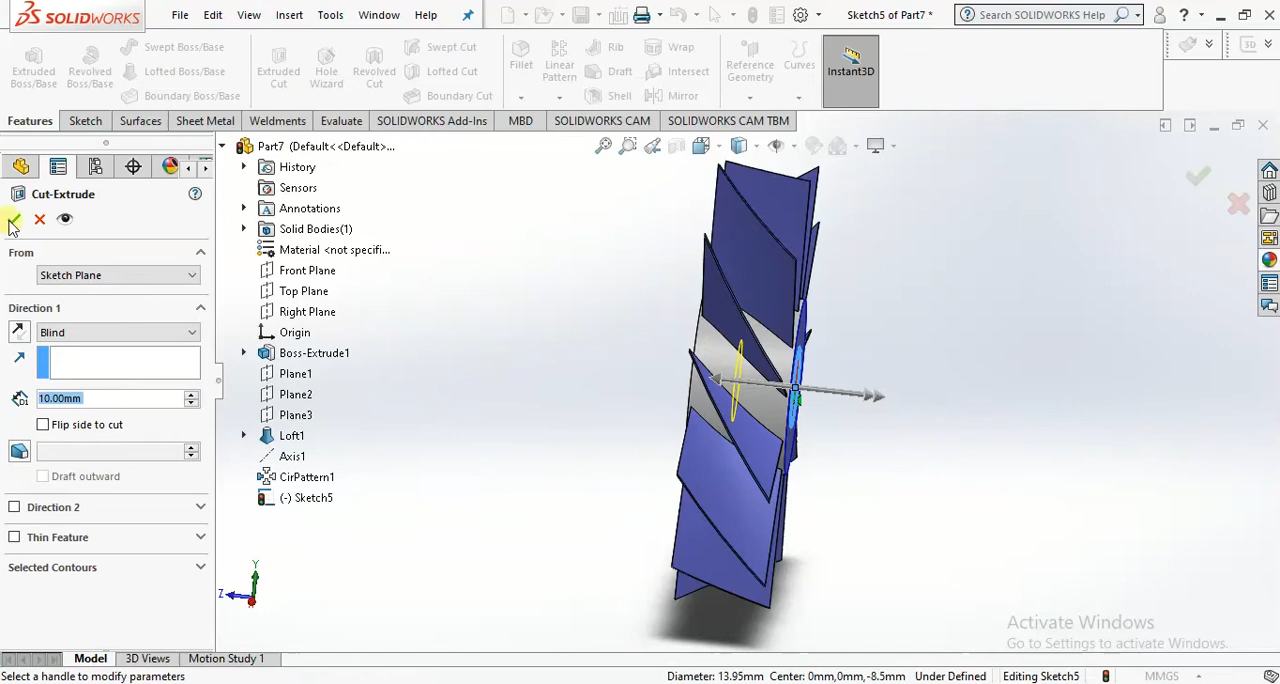 SOLIDWORKS File Edit View Insert Tools Window Help Sketch5 of Part7 * Search SOLIDWORKS Help ?
Extruded Boss/Base
Revolved Boss/Base
Swept Boss/Base
Lofted Boss/Base
Boundary Boss/Base
Extruded Cut
Hole Wizard
Revolved Cut
Swept Cut
Lofted Cut
Boundary Cut
Fillet
Linear Pattern
Rib
Draft
Shell
Wrap
Intersect
Mirror
Reference Geometry
Curves
Instant3D
3D
Features Sketch Surfaces Sheet Metal Weldments Evaluate SOLIDWORKS Add-Ins MBD SOLIDWORKS CAM SOLIDWORKS CAM TBM
Cut-Extrude ?
From
Sketch Plane
Direction 1
Blind
D1 10.00mm
Flip side to cut
Draft outward
Direction 2
Thin Feature
Selected Contours
Part7 (Default<<Default>...
History
Sensors
Annotations
Solid Bodies(1)
Material <not specifi...
Front Plane
Top Plane
Right Plane
Origin
Boss-Extrude1
Plane1
Plane2
Plane3
Loft1
Axis1
CirPattern1
(-) Sketch5
Y
Z
Activate Windows
Go to Settings to activate Windows.
Model 3D Views Motion Study 1
Select a handle to modify parameters Diameter: 13.95mm Center: 0mm,0mm,-8.5mm Under Defined Editing Sketch5 MMGS